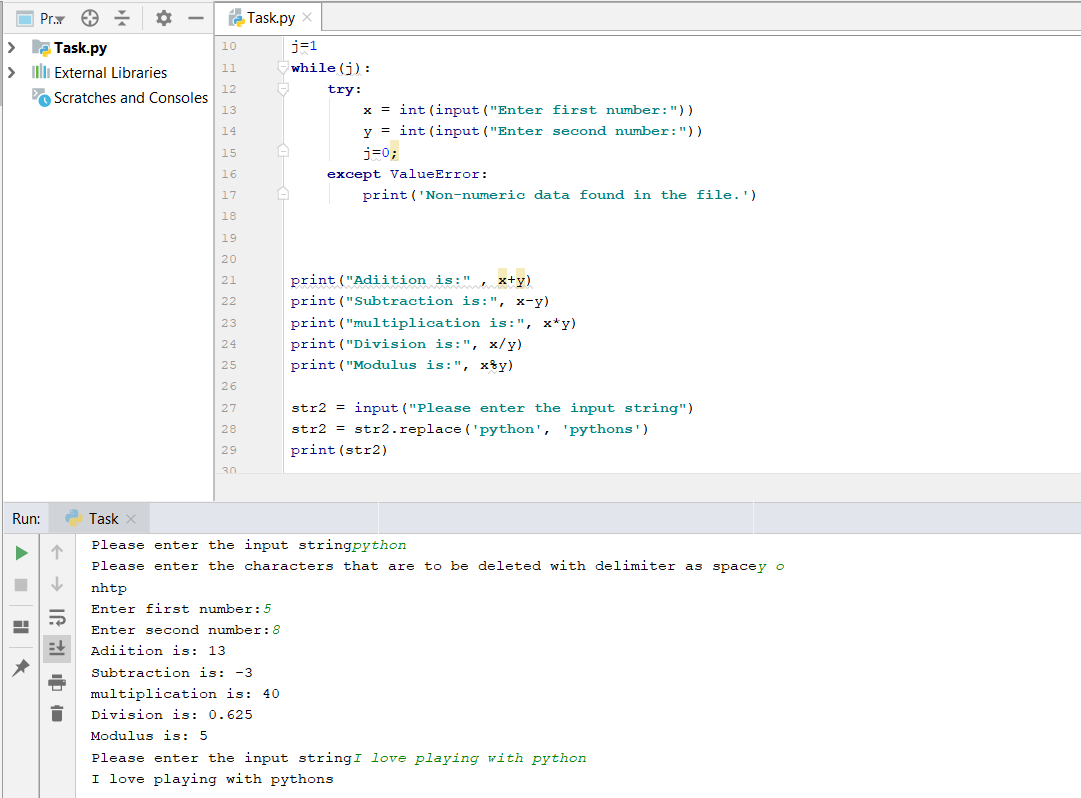 Pr...
Task.py
Task.py
External Libraries
Scratches and Consoles
10 j=1
11 while(j):
12 try:
13 x = int(input("Enter first number:"))
14 y = int(input("Enter second number:"))
15 j=0;
16 except ValueError:
17 print('Non-numeric data found in the file.')
18
19
20
21 print("Adiition is:" , x+y)
22 print("Subtraction is:", x-y)
23 print("multiplication is:", x*y)
24 print("Division is:", x/y)
25 print("Modulus is:", x%y)
26
27 str2 = input("Please enter the input string")
28 str2 = str2.replace('python', 'pythons')
29 print(str2)
30
Run: Task
Please enter the input stringpython
Please enter the characters that are to be deleted with delimiter as spacey o
nhtp
Enter first number:5
Enter second number:8
Adiition is: 13
Subtraction is: -3
multiplication is: 40
Division is: 0.625
Modulus is: 5
Please enter the input stringI love playing with python
I love playing with pythons